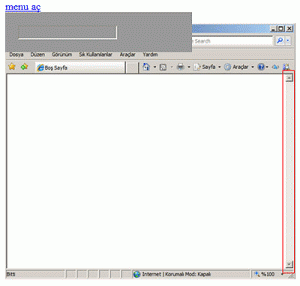 menu aç
Search
Dosya Düzen Görünüm Sık Kullanılanlar Araçlar Yardım
Boş Sayfa
Sayfa Araçlar
Bitti
Internet | Korumalı Mod: Kapalı
%100